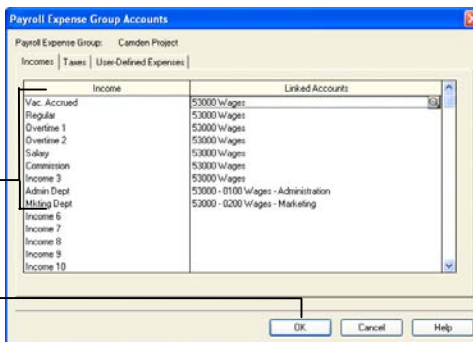 Payroll Expense Group Accounts
Payroll Expense Group: Camden Project
Incomes Taxes User-Defined Expenses
Income Linked Accounts
Vac. Accrued 53000 Wages
Regular 53000 Wages
Overtime 1 53000 Wages
Overtime 2 53000 Wages
Salary 53000 Wages
Commission 53000 Wages
Income 3 53000 Wages
Admin Dept 53000 - 0100 Wages - Administration
Mkting Dept 53000 - 0200 Wages - Marketing
Income 6
Income 7
Income 8
Income 9
Income 10
OK Cancel Help